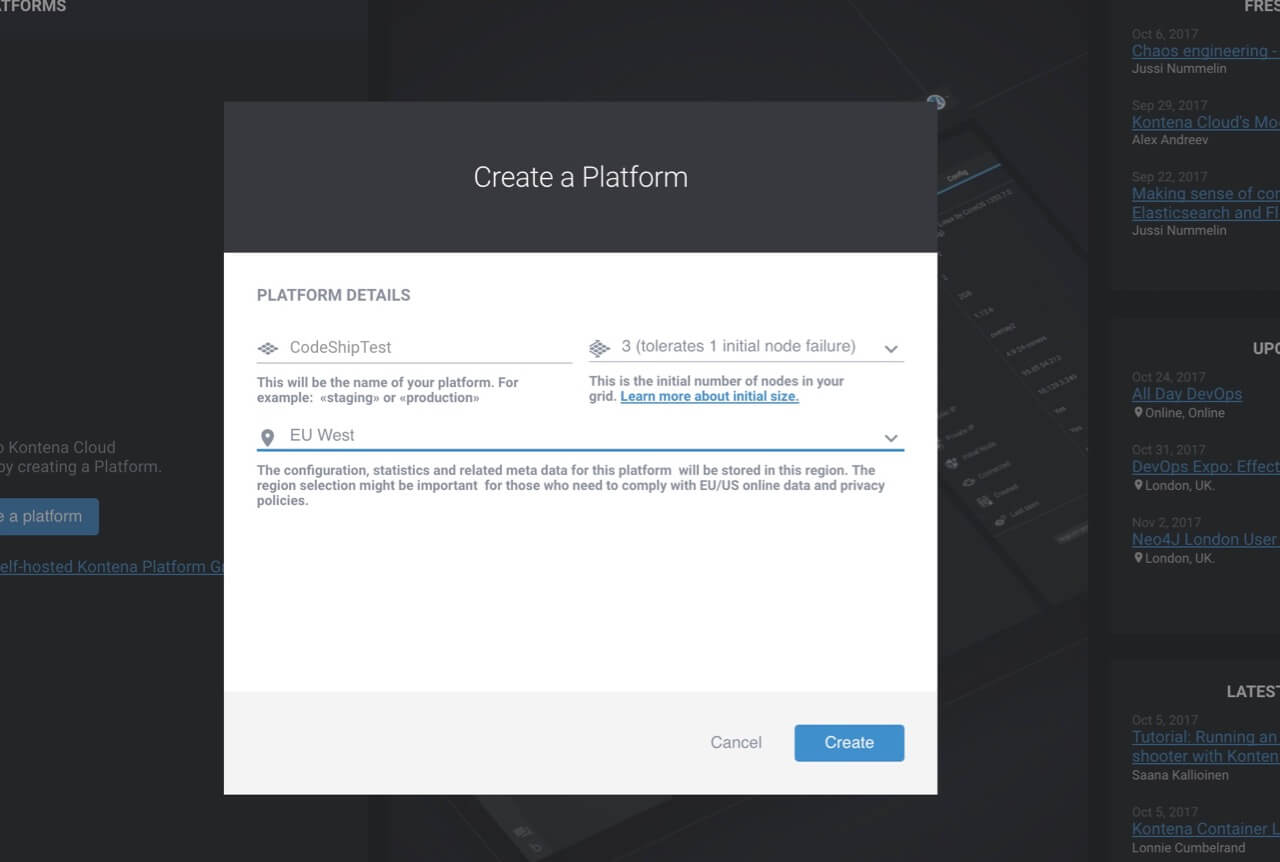 Create a Platform
PLATFORM DETAILS
CodeShipTest
3 (tolerates 1 initial node failure)
This will be the name of your platform. For
example: «staging» or «production»
This is the initial number of nodes in your
grid. Learn more about initial size.
EU West
The configuration, statistics and related meta data for this platform will be stored in this region. The
region selection might be important for those who need to comply with EU/US online data and privacy
policies.
Cancel
Create
Kontena Cloud
by creating a Platform.
a platform
elf-hosted Kontena Platform
Config
Oct 6, 2017
Chaos engineering -
Jussi Nummelin
Sep 29, 2017
Kontena Cloud's Mo
Alex Andreev
Sep 22, 2017
Making sense of con
Elasticsearch and Fl
Jussi Nummelin
Oct 24, 2017
All Day DevOps
Online, Online
Oct 31, 2017
DevOps Expo: Effect
London, UK.
Nov 2, 2017
Neo4J London User
London, UK.
LATEST
Oct 5, 2017
Tutorial: Running an
shooter with Konten
Saana Kallioinen
Oct 5, 2017
Kontena Container L
Lonnie Cumbelrand